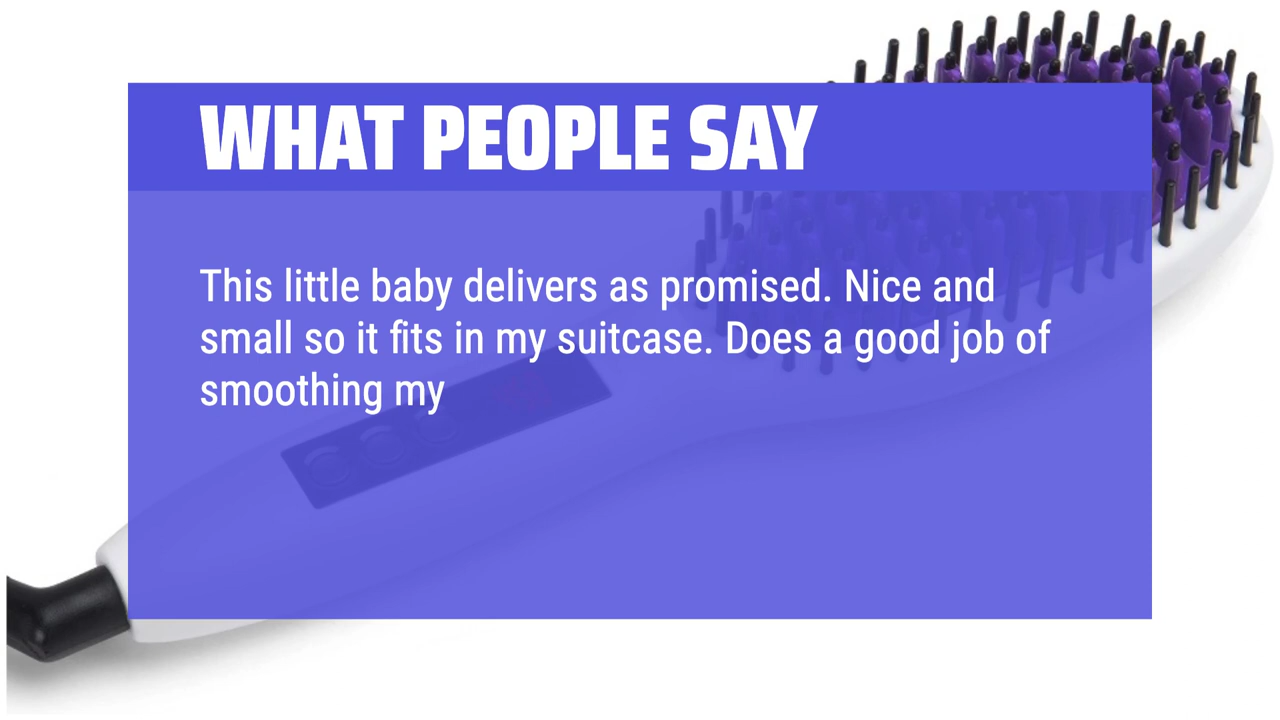 WHAT PEOPLE SAY
This little baby delivers as promised. Nice and
small so it fits in my suitcase. Does a good job of
smoothing my